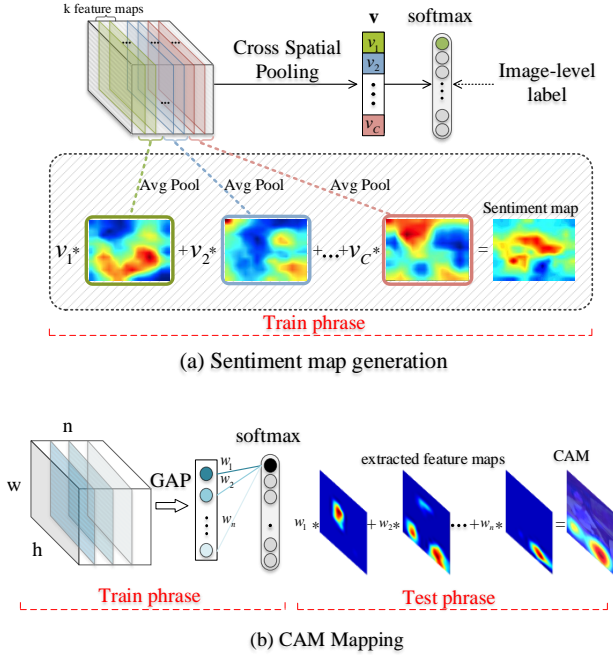 k feature maps
...
...
...
...
Cross Spatial
Pooling
v
v1
v2
vC
softmax
Image-level
label
Avg Pool
Avg Pool
Avg Pool
Sentiment map
v1*
+v2*
+...+vC*
=
Train phrase
(a) Sentiment map generation
n
w
h
GAP
softmax
w1
w2
wn
extracted feature maps
CAM
w1 *
+w2*
...
+wn*
=
Train phrase
Test phrase
(b) CAM Mapping